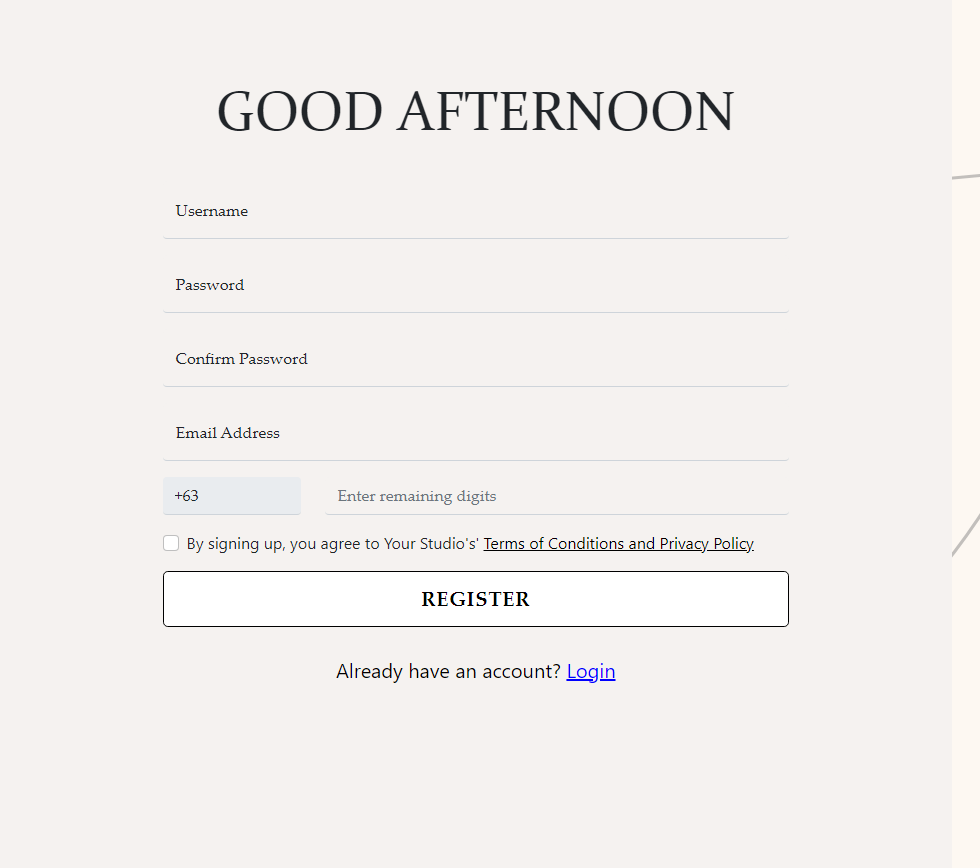 GOOD AFTERNOON
Username
Password
Confirm Password
Email Address
+63 Enter remaining digits
By signing up, you agree to Your Studio's' Terms of Conditions and Privacy Policy
REGISTER
Already have an account? Login